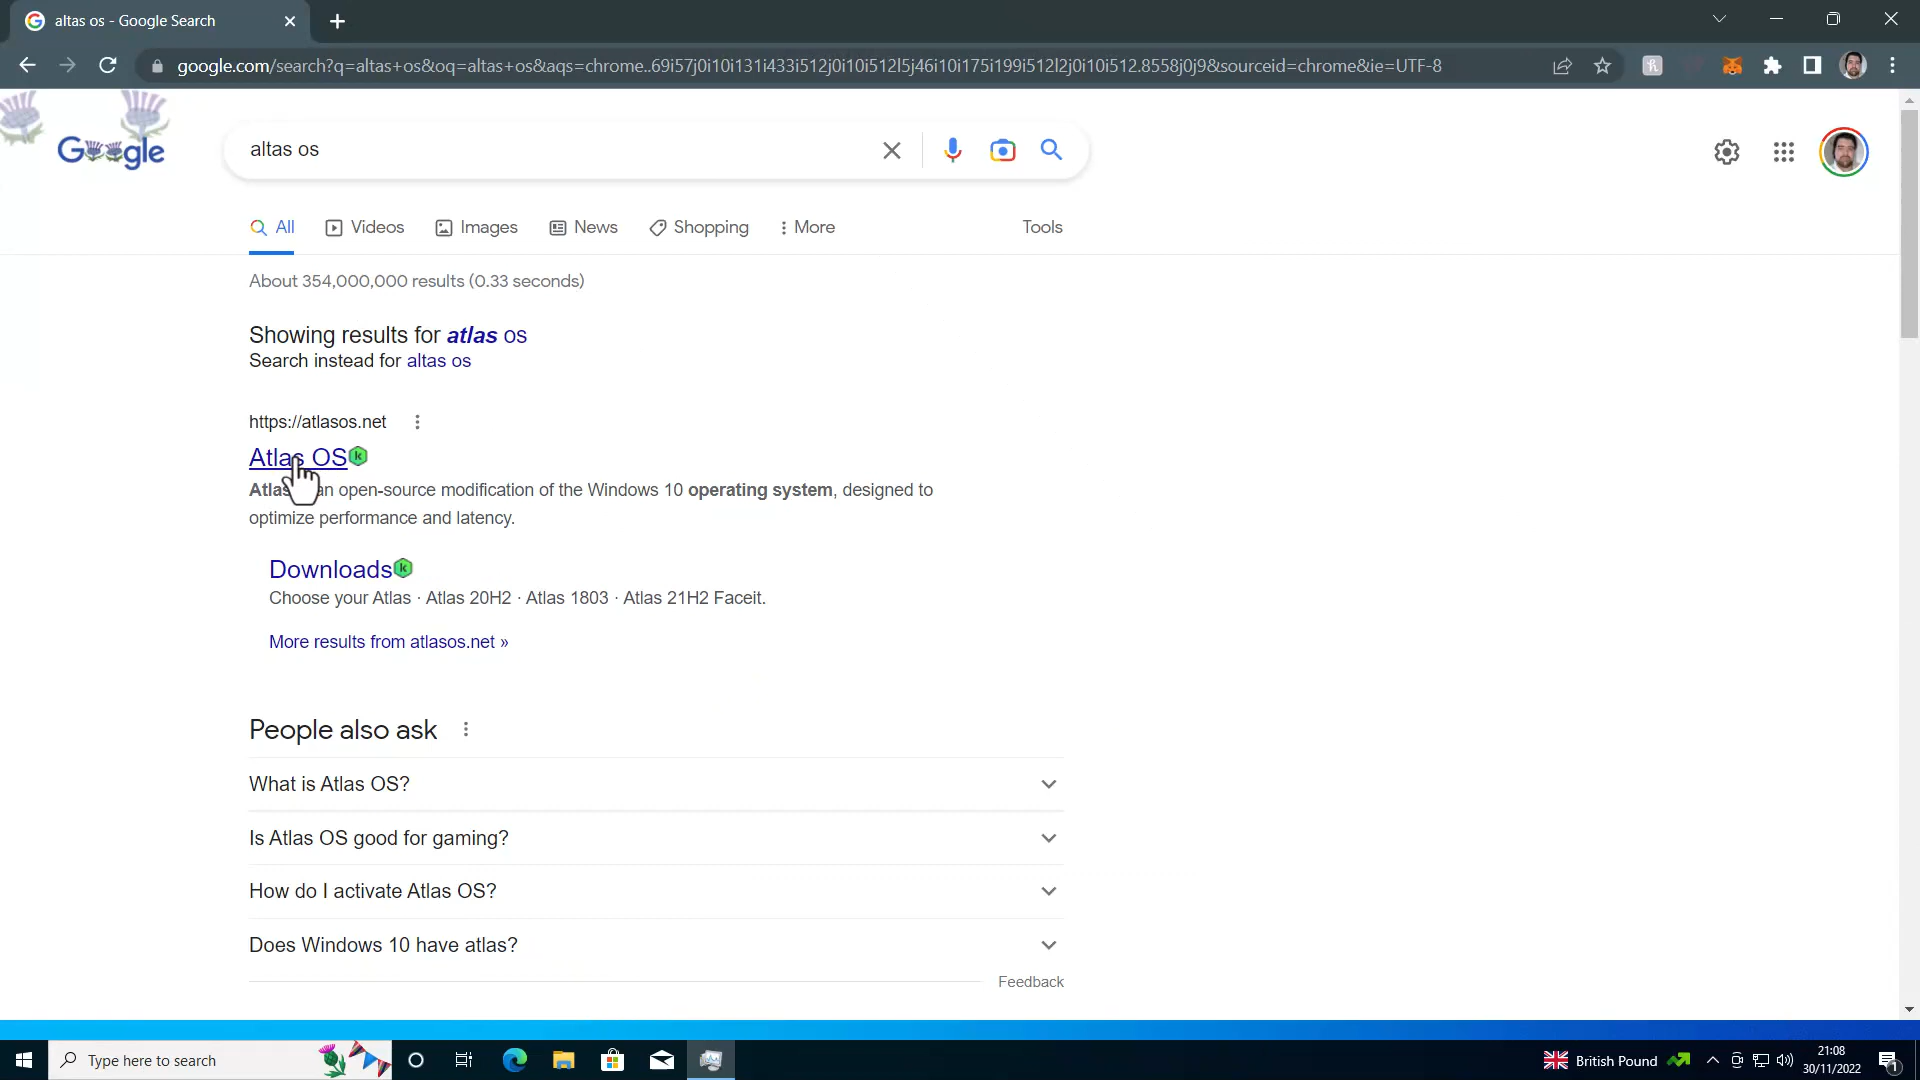 altas os - Google Search
google.com/search?q=altas+os&oq=altas+os&aqs=chrome..69i57j0i10i131i433i512j0i10i512l5j46i10i175i199i512l2j0i10i512.8558j0j9&sourceid=chrome&ie=UTF-8
Google
altas os
All
Videos
Images
News
Shopping
More
Tools
About 354,000,000 results (0.33 seconds)
Showing results for atlas os
Search instead for altas os
https://atlasos.net
Atlas OS
Atlas an open-source modification of the Windows 10 operating system, designed to
optimize performance and latency.
Downloads
Choose your Atlas · Atlas 20H2 · Atlas 1803 · Atlas 21H2 Faceit.
More results from atlasos.net »
People also ask
What is Atlas OS?
Is Atlas OS good for gaming?
How do I activate Atlas OS?
Does Windows 10 have atlas?
Feedback
Type here to search
British Pound
21:08
30/11/2022
1